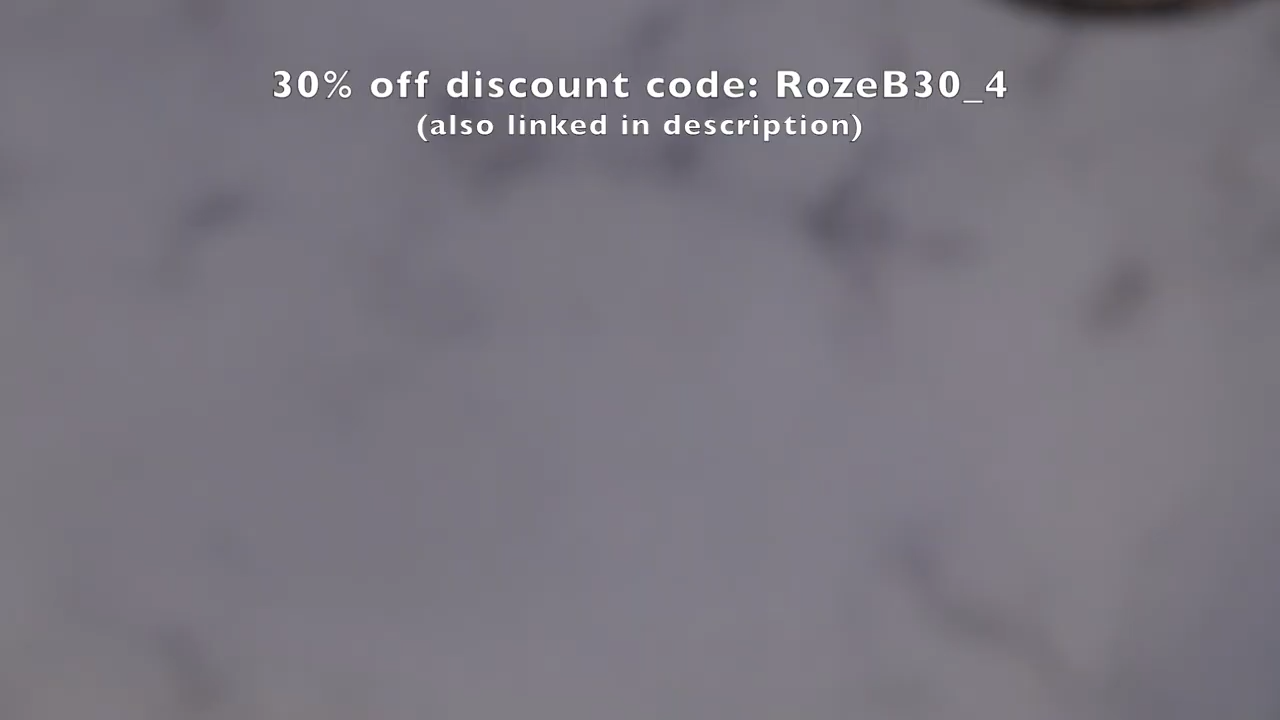 30% off discount code: RozeB30_4
(also linked in description)